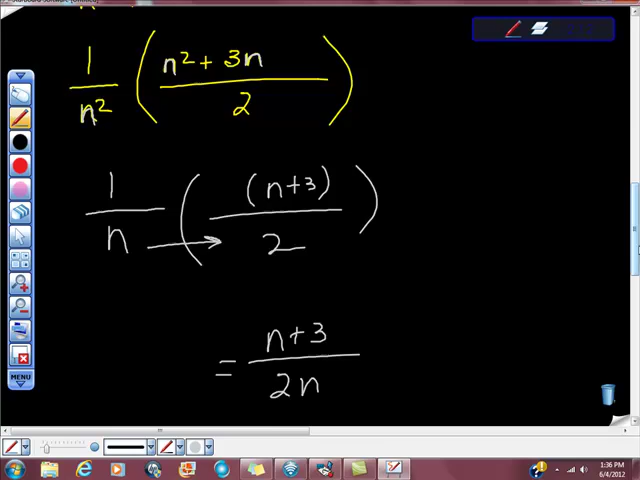 1/n² ( (n² + 3n)/2 )
1/n ( (n+3)/2 )
= (n+3)/(2n)
MENU
1:36 PM
6/4/2012